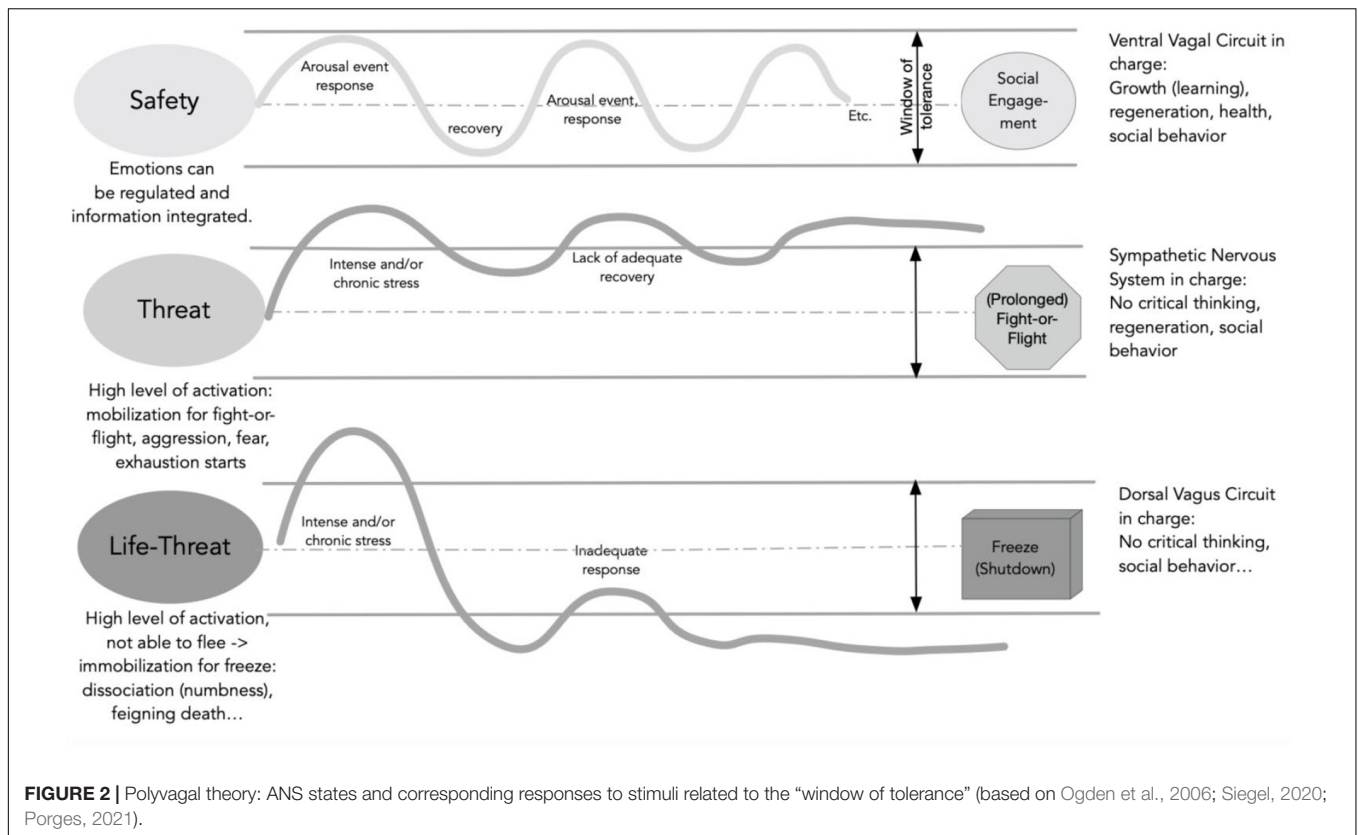 Safety
Emotions can
be regulated and
information integrated.
Arousal event
response
recovery
Arousal event,
response
Etc.
Window of
tolerance
Social
Engage-
ment
Ventral Vagal Circuit in
charge:
Growth (learning),
regeneration, health,
social behavior
Threat
High level of activation:
mobilization for fight-or-
flight, aggression, fear,
exhaustion starts
Intense and/or
chronic stress
Lack of adequate
recovery
(Prolonged)
Fight-or-
Flight
Sympathetic Nervous
System in charge:
No critical thinking,
regeneration, social
behavior
Life-Threat
High level of activation,
not able to flee ->
immobilization for freeze:
dissociation (numbness),
feigning death...
Intense and/or
chronic stress
Inadequate
response
Freeze
(Shutdown)
Dorsal Vagus Circuit
in charge:
No critical thinking,
social behavior...
FIGURE 2 | Polyvagal theory: ANS states and corresponding responses to stimuli related to the “window of tolerance” (based on Ogden et al., 2006; Siegel, 2020;
Porges, 2021).